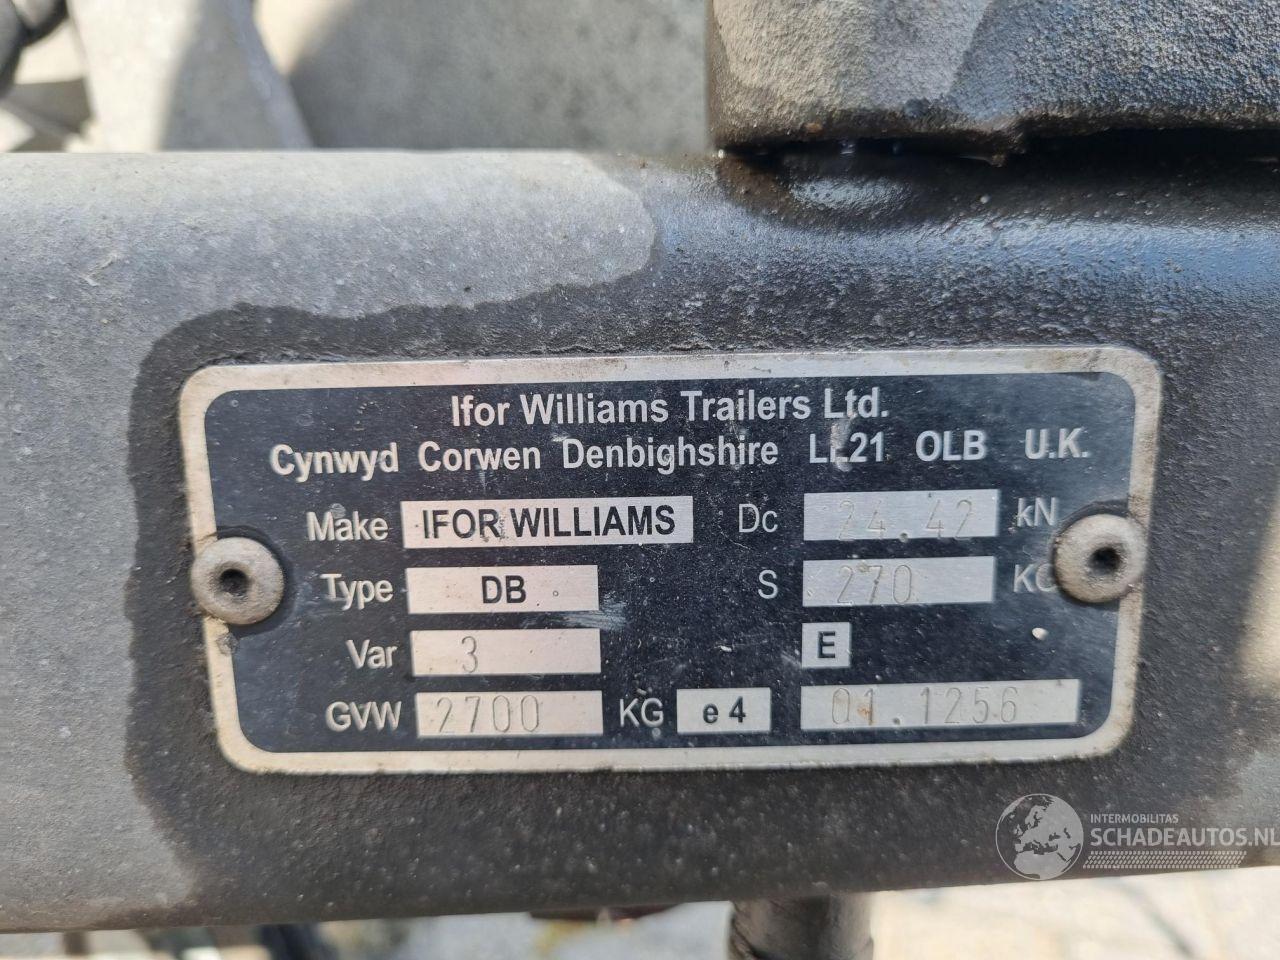 Ifor Williams Trailers Ltd.
Cynwyd Corwen Denbighshire LL21 OLB U.K.
Make IFOR WILLIAMS Dc 24.42 kN
Type DB S 270 KG
Var 3 E
GVW 2700 KG e4 01.1256
INTERMOBILITAS
SCHADEAUTOS.NL